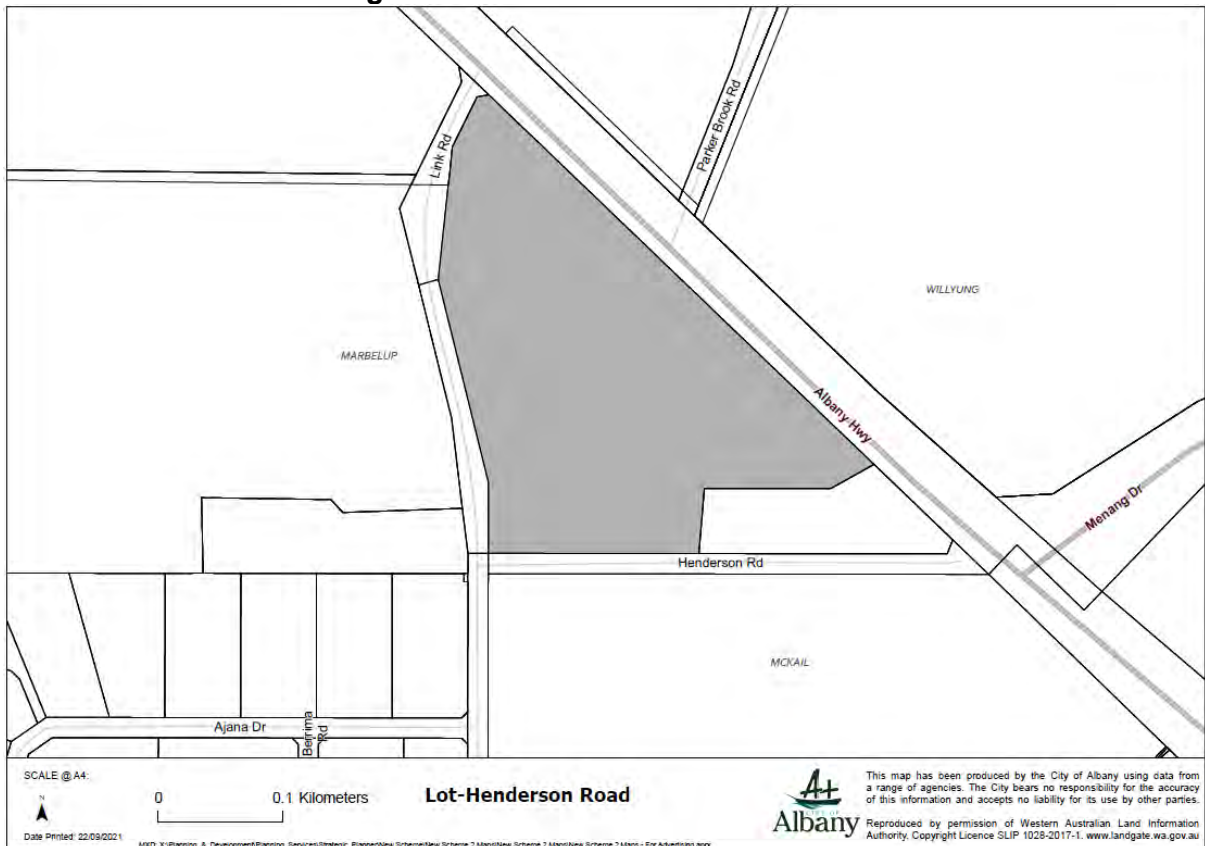 Link Rd
Parker Brook Rd
WILLYUNG
MARBELUP
Albany Hwy
Menang Dr
Henderson Rd
MCKAIL
Ajana Dr
Berrima
Rd
SCALE @ A4:
N
0 0.1 Kilometers
Lot-Henderson Road
Date Printed: 22/09/2021
A+
CITY OF
Albany
This map has been produced by the City of Albany using data from
a range of agencies. The City bears no responsibility for the accuracy
of this information and accepts no liability for its use by other parties.
Reproduced by permission of Western Australian Land Information
Authority, Copyright Licence SLIP 1028-2017-1. www.landgate.wa.gov.au